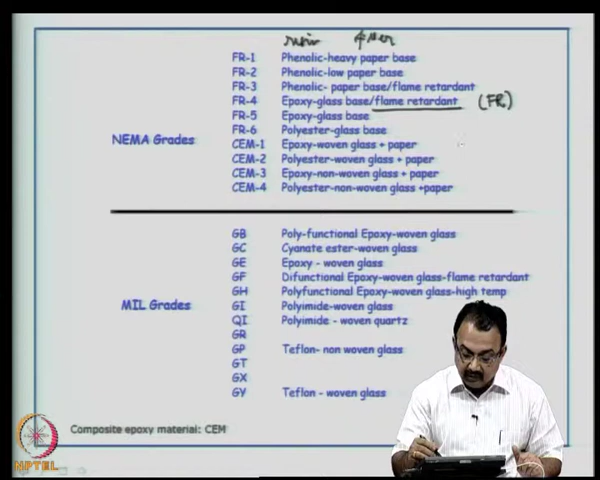 resin fiber
FR-1 Phenolic-heavy paper base
FR-2 Phenolic-low paper base
FR-3 Phenolic- paper base/flame retardant
FR-4 Epoxy-glass base/flame retardant (FR)
FR-5 Epoxy-glass base
FR-6 Polyester-glass base
NEMA Grades
CEM-1 Epoxy-woven glass + paper
CEM-2 Polyester-woven glass + paper
CEM-3 Epoxy-non-woven glass + paper
CEM-4 Polyester-non-woven glass +paper
GB Poly-functional Epoxy-woven glass
GC Cyanate ester-woven glass
GE Epoxy - woven glass
GF Difunctional Epoxy-woven glass-flame retardant
GH Polyfunctional Epoxy-woven glass-high temp
MIL Grades
GI Polyimide-woven glass
QI Polyimide - woven quartz
GR
GP Teflon- non woven glass
GT
GX
GY Teflon - woven glass
Composite epoxy material: CEM
NPTEL